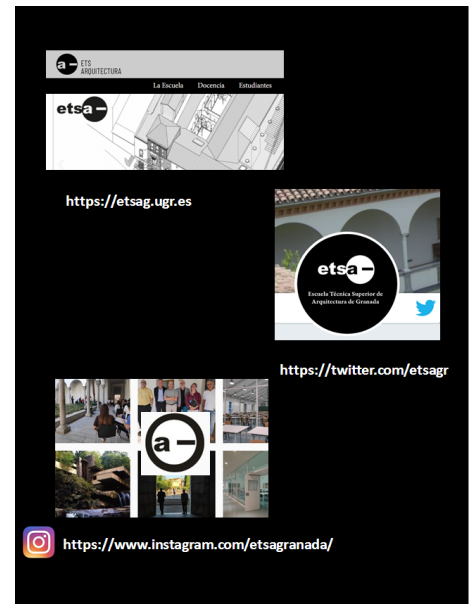 a- ETS
ARQUITECTURA
La Escuela Docencia Estudiantes
etsa-
https://etsag.ugr.es
etsa-
Escuela Técnica Superior de
Arquitectura de Granada
https://twitter.com/etsagr
a-
https://www.instagram.com/etsagranada/